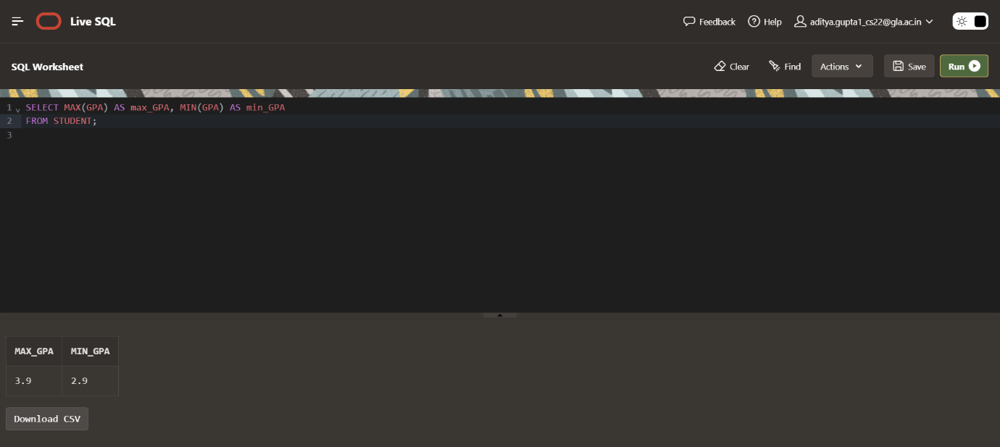 Live SQL Feedback Help aditya.gupta1_cs22@gla.ac.in
SQL Worksheet Clear Find Actions Save Run
1 SELECT MAX(GPA) AS max_GPA, MIN(GPA) AS min_GPA
2 FROM STUDENT;
3
MAX_GPA MIN_GPA
3.9 2.9
Download CSV